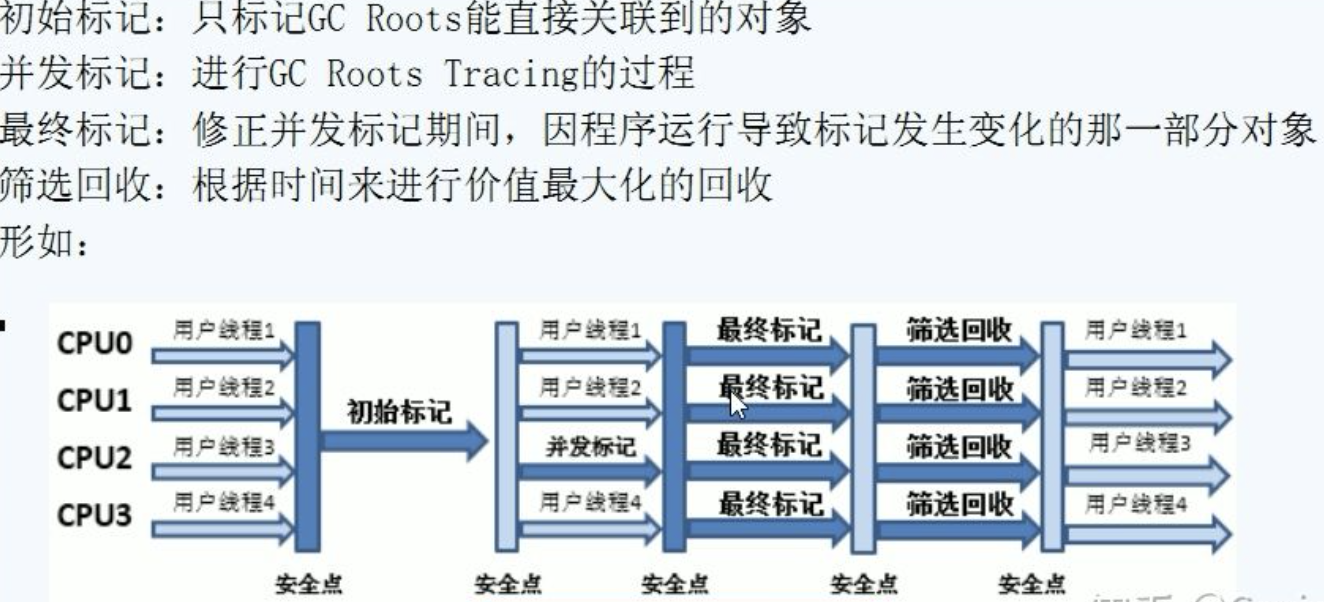 初始标记：只标记GC Roots能直接关联到的对象
并发标记：进行GC Roots Tracing的过程
最终标记：修正并发标记期间，因程序运行导致标记发生变化的那一部分对象
筛选回收：根据时间来进行价值最大化的回收
形如：
CPU0 用户线程1 用户线程1 最终标记 筛选回收 用户线程1
CPU1 用户线程2 用户线程2 最终标记 筛选回收 用户线程2
初始标记
CPU2 用户线程3 并发标记 最终标记 筛选回收 用户线程3
CPU3 用户线程4 用户线程4 最终标记 筛选回收 用户线程4
安全点 安全点 安全点 安全点 安全点